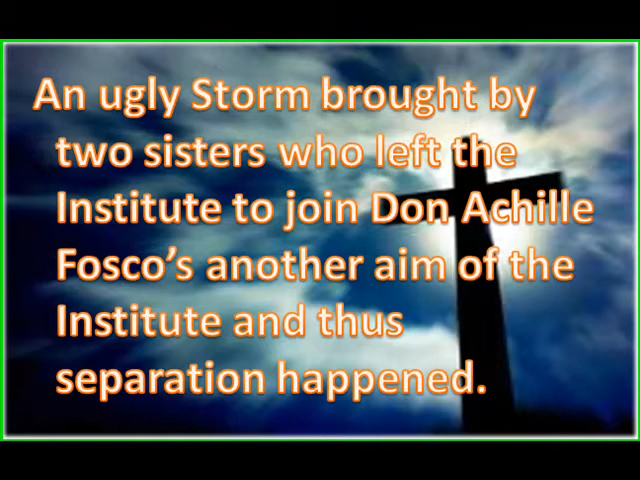 An ugly Storm brought by
two sisters who left the
Institute to join Don Achille
Fosco’s another aim of the
Institute and thus
separation happened.